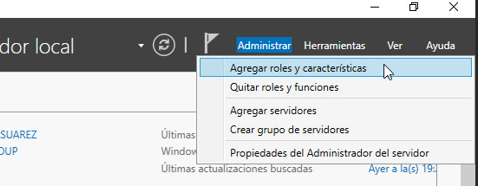 dor local
Administrar Herramientas Ver Ayuda
Agregar roles y características
Quitar roles y funciones
Agregar servidores
Crear grupo de servidores
Propiedades del Administrador del servidor
SUAREZ
OUP
Últimas
Window
Últimas actualizaciones buscadas
Ayer a la(s) 19: